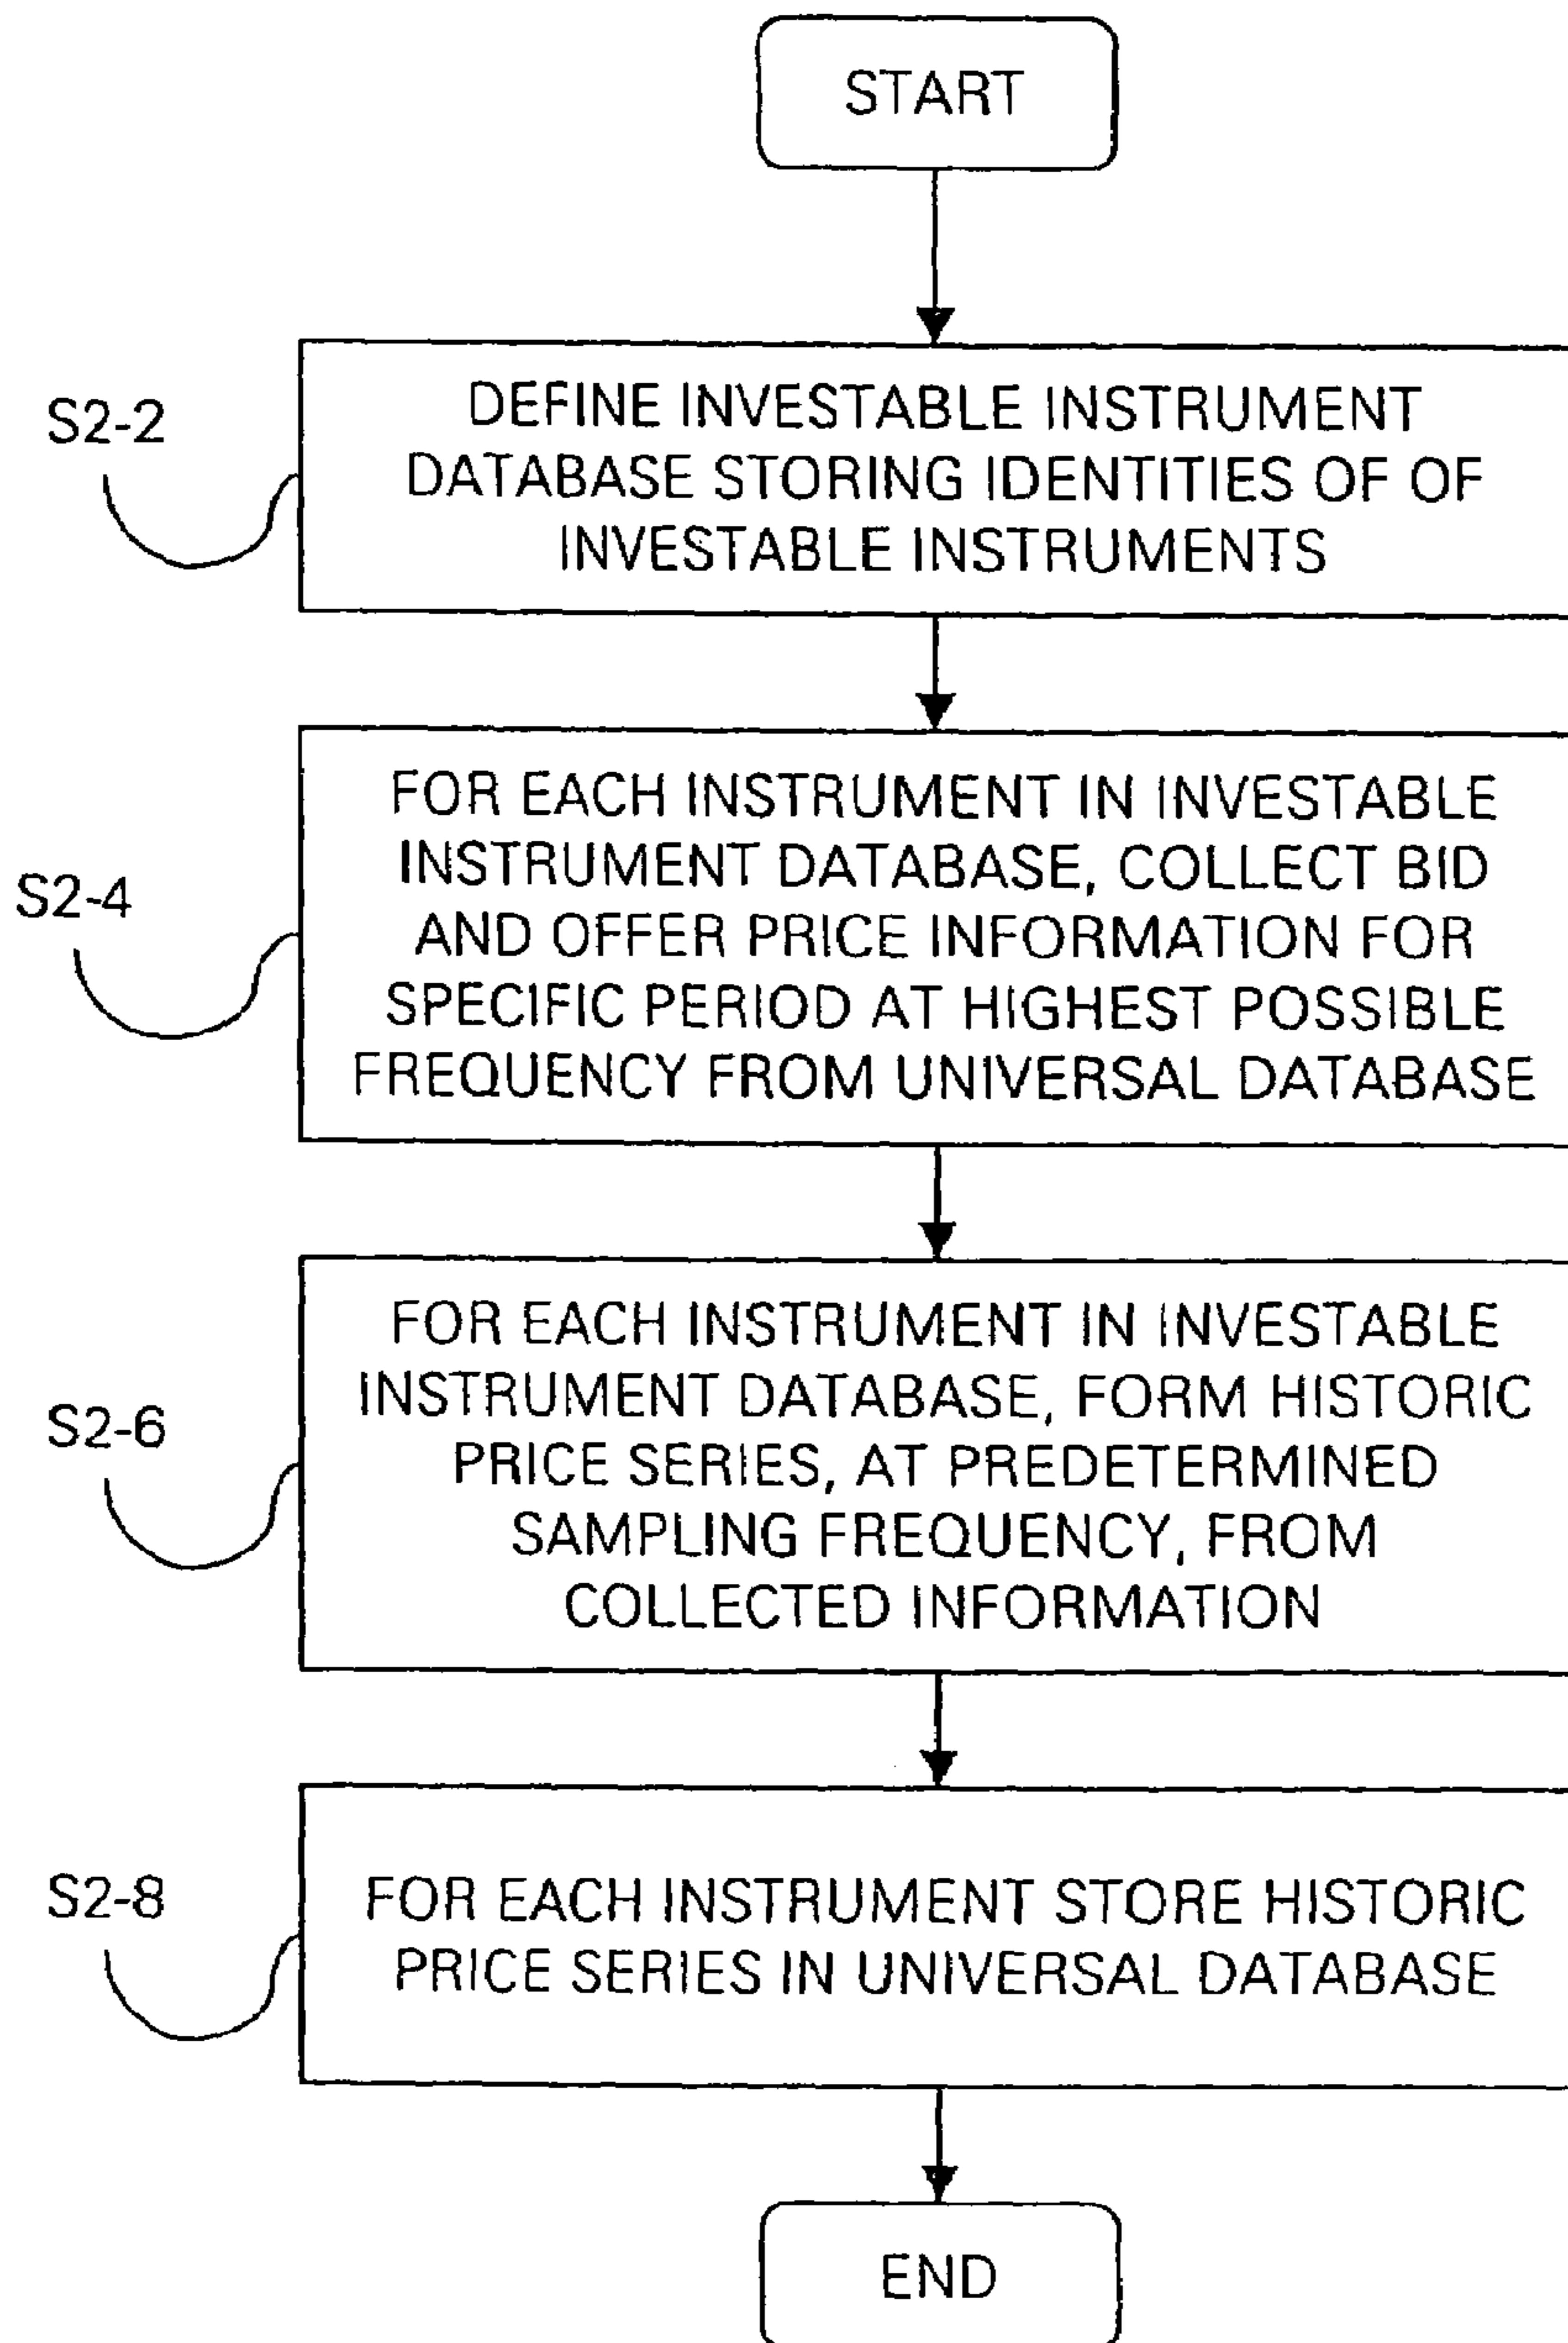 START
S2-2
DEFINE INVESTABLE INSTRUMENT
DATABASE STORING IDENTITIES OF OF
INVESTABLE INSTRUMENTS
S2-4
FOR EACH INSTRUMENT IN INVESTABLE
INSTRUMENT DATABASE, COLLECT BID
AND OFFER PRICE INFORMATION FOR
SPECIFIC PERIOD AT HIGHEST POSSIBLE
FREQUENCY FROM UNIVERSAL DATABASE
S2-6
FOR EACH INSTRUMENT IN INVESTABLE
INSTRUMENT DATABASE, FORM HISTORIC
PRICE SERIES, AT PREDETERMINED
SAMPLING FREQUENCY, FROM
COLLECTED INFORMATION
S2-8
FOR EACH INSTRUMENT STORE HISTORIC
PRICE SERIES IN UNIVERSAL DATABASE
END